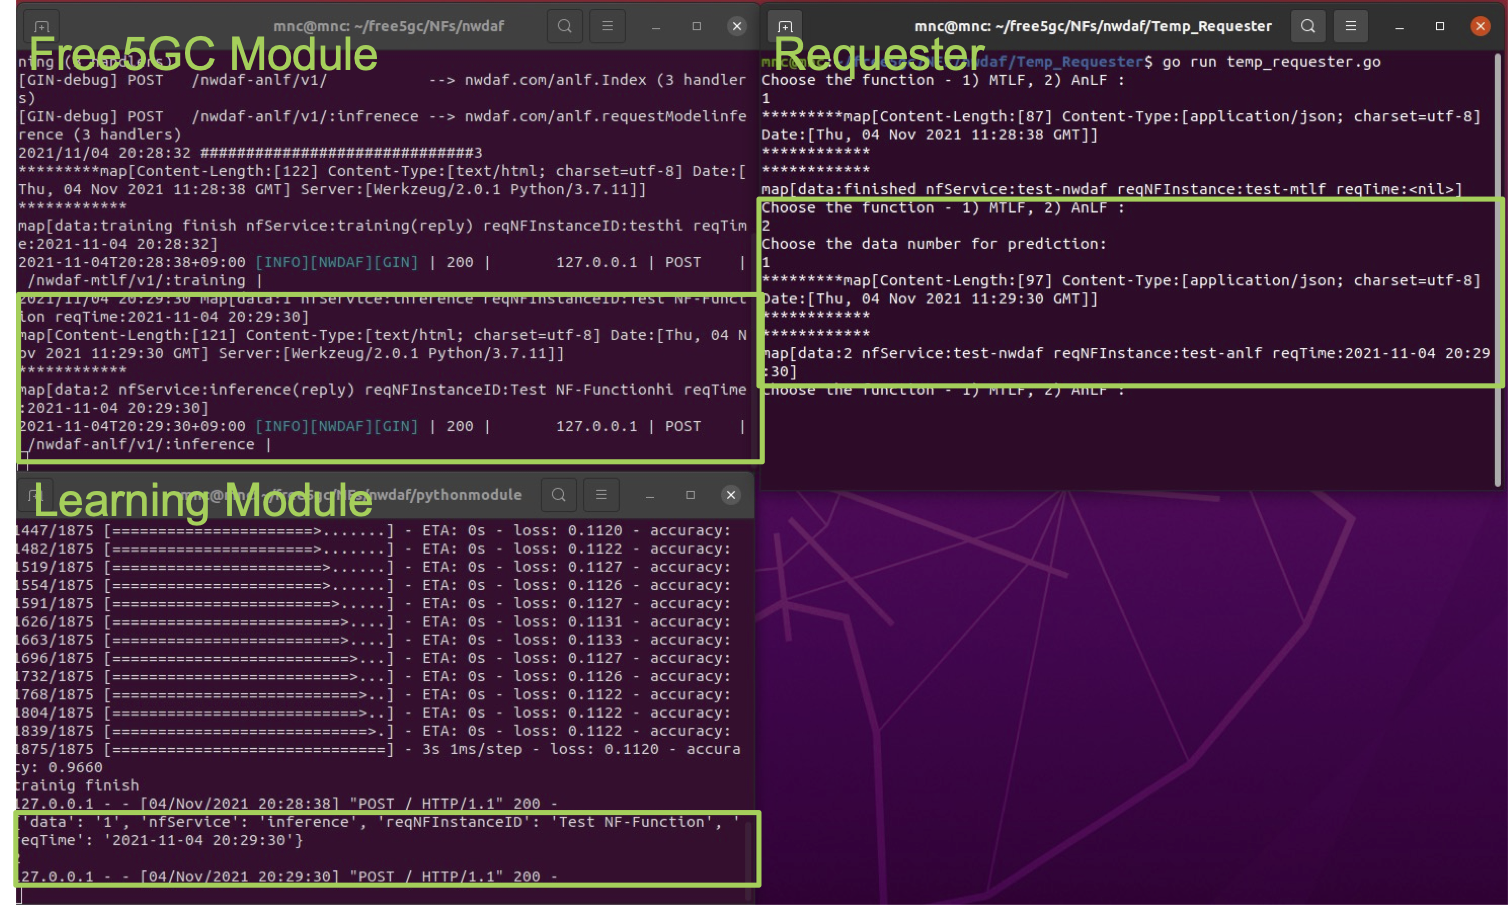 mnc@mnc: ~/free5gc/NFs/nwdaf
Free5GC Module
ning (3 handlers)
[GIN-debug] POST   /nwdaf-anlf/v1/           --> nwdaf.com/anlf.Index (3 handler
s)
[GIN-debug] POST   /nwdaf-anlf/v1/:infrenece --> nwdaf.com/anlf.requestModelinfe
rence (3 handlers)
2021/11/04 20:28:32 ##############################3
*********map[Content-Length:[122] Content-Type:[text/html; charset=utf-8] Date:[
Thu, 04 Nov 2021 11:28:38 GMT] Server:[Werkzeug/2.0.1 Python/3.7.11]]
************
map[data:training finish nfService:training(reply) reqNFInstanceID:testhi reqTim
e:2021-11-04 20:28:32]
2021-11-04T20:28:38+09:00 [INFO][NWDAF][GIN] | 200 |       127.0.0.1 | POST    |
/nwdaf-mtlf/v1/:training |
2021/11/04 20:29:30 map[data:1 nfService:inference reqNFInstanceID:Test NF-Funct
ion reqTime:2021-11-04 20:29:30]
map[Content-Length:[121] Content-Type:[text/html; charset=utf-8] Date:[Thu, 04 N
ov 2021 11:29:30 GMT] Server:[Werkzeug/2.0.1 Python/3.7.11]]
************
map[data:2 nfService:inference(reply) reqNFInstanceID:Test NF-Functionhi reqTime
:2021-11-04 20:29:30]
2021-11-04T20:29:30+09:00 [INFO][NWDAF][GIN] | 200 |       127.0.0.1 | POST    |
/nwdaf-anlf/v1/:inference |
mnc@mnc: ~/free5gc/NFs/nwdaf/Temp_Requester
Requester
mnc@mnc:~/free5gc/NFs/nwdaf/Temp_Requester$ go run temp_requester.go
Choose the function - 1) MTLF, 2) AnLF :
1
*********map[Content-Length:[87] Content-Type:[application/json; charset=utf-8]
Date:[Thu, 04 Nov 2021 11:28:38 GMT]]
************
************
map[data:finished nfService:test-nwdaf reqNFInstance:test-mtlf reqTime:<nil>]
Choose the function - 1) MTLF, 2) AnLF :
2
Choose the data number for prediction:
1
*********map[Content-Length:[97] Content-Type:[application/json; charset=utf-8]
Date:[Thu, 04 Nov 2021 11:29:30 GMT]]
************
************
map[data:2 nfService:test-nwdaf reqNFInstance:test-anlf reqTime:2021-11-04 20:29
:30]
Choose the function - 1) MTLF, 2) AnLF :
mnc@mnc: ~/free5gc/NFs/nwdaf/pythonmodule
Learning Module
1447/1875 [======================>.......] - ETA: 0s - loss: 0.1120 - accuracy:
1482/1875 [======================>.......] - ETA: 0s - loss: 0.1122 - accuracy:
1519/1875 [=======================>......] - ETA: 0s - loss: 0.1127 - accuracy:
1554/1875 [=======================>......] - ETA: 0s - loss: 0.1126 - accuracy:
1591/1875 [========================>.....] - ETA: 0s - loss: 0.1127 - accuracy:
1626/1875 [=========================>....] - ETA: 0s - loss: 0.1131 - accuracy:
1663/1875 [=========================>....] - ETA: 0s - loss: 0.1133 - accuracy:
1696/1875 [==========================>...] - ETA: 0s - loss: 0.1127 - accuracy:
1732/1875 [==========================>...] - ETA: 0s - loss: 0.1126 - accuracy:
1768/1875 [===========================>..] - ETA: 0s - loss: 0.1122 - accuracy:
1804/1875 [===========================>..] - ETA: 0s - loss: 0.1122 - accuracy:
1839/1875 [============================>.] - ETA: 0s - loss: 0.1122 - accuracy:
1875/1875 [==============================] - 3s 1ms/step - loss: 0.1120 - accura
cy: 0.9660
trainig finish
127.0.0.1 - - [04/Nov/2021 20:28:38] "POST / HTTP/1.1" 200 -
{'data': '1', 'nfService': 'inference', 'reqNFInstanceID': 'Test NF-Function', '
reqTime': '2021-11-04 20:29:30'}
2
127.0.0.1 - - [04/Nov/2021 20:29:30] "POST / HTTP/1.1" 200 -